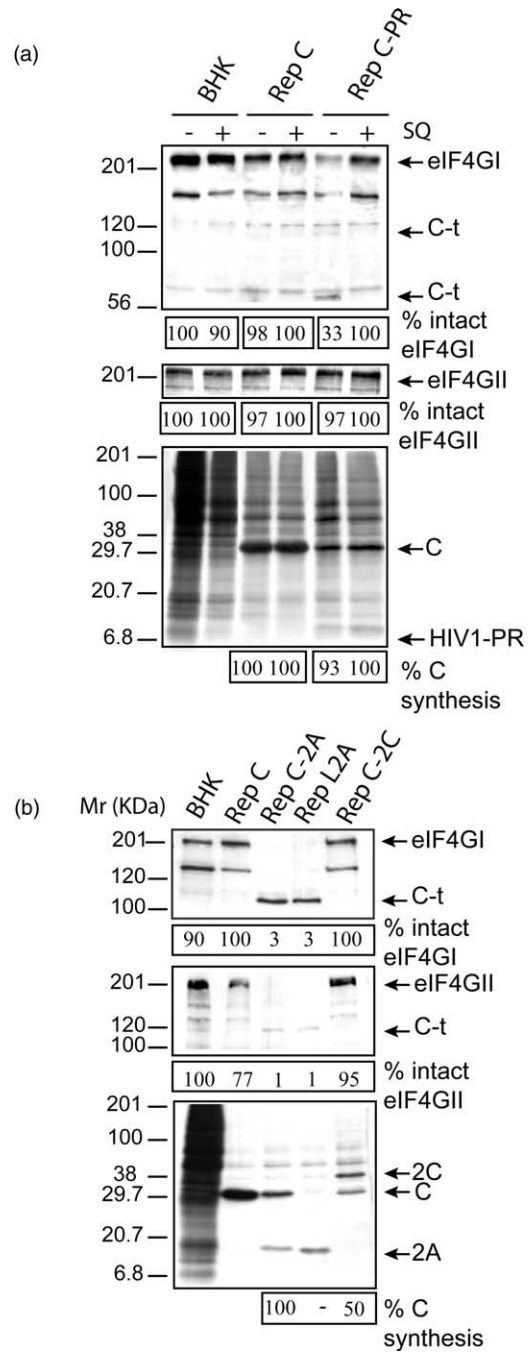 (a)
BHK Rep C Rep C-PR
- + - + - + SQ
201 eIF4GI
120 C-t
100
56 C-t
100 90 98 100 33 100 % intact
eIF4GI
201 eIF4GII
100 100 97 100 97 100 % intact
eIF4GII
201
100
38
29.7 C
20.7
6.8 HIV1-PR
100 100 93 100 % C
synthesis
(b)
Mr (KDa) BHK Rep C Rep C-2A Rep L2A Rep C-2C
201 eIF4GI
120
100 C-t
90 100 3 3 100 % intact
eIF4GI
201 eIF4GII
120 C-t
100
100 77 1 1 95 % intact
eIF4GII
201
100
38 2C
29.7 C
20.7 2A
6.8
100 - 50 % C
synthesis